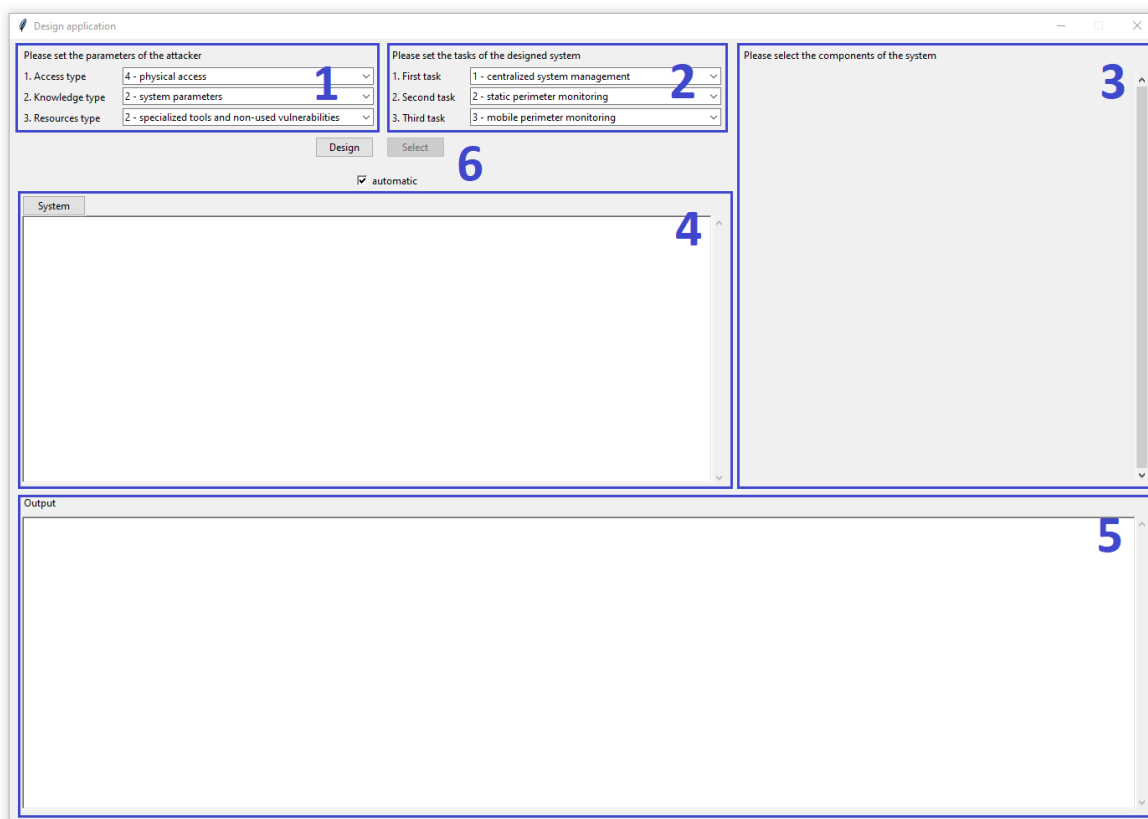 Design application
Please set the parameters of the attacker
1. Access type 4 - physical access
2. Knowledge type 2 - system parameters
3. Resources type 2 - specialized tools and non-used vulnerabilities
1
Please set the tasks of the designed system
1. First task 1 - centralized system management
2. Second task 2 - static perimeter monitoring
3. Third task 3 - mobile perimeter monitoring
2
Please select the components of the system
3
Design Select
6
automatic
System
4
Output
5